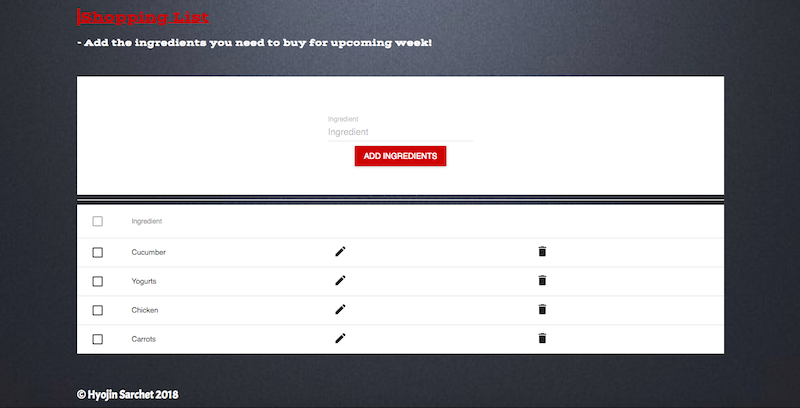 Shopping List
- Add the ingredients you need to buy for upcoming week!
Ingredient
Ingredient
ADD INGREDIENTS
Ingredient
Cucumber
Yogurts
Chicken
Carrots
© Hyojin Sarchet 2018